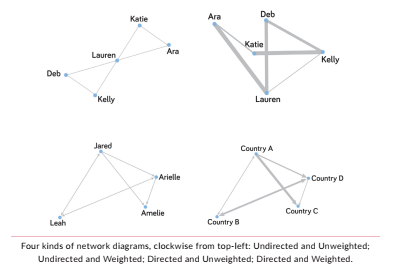 Katie
Ara
Lauren
Deb
Kelly
Ara
Deb
Katie
Kelly
Lauren
Jared
Arielle
Amelie
Leah
Country A
Country D
Country C
Country B
Four kinds of network diagrams, clockwise from top-left: Undirected and Unweighted;
Undirected and Weighted; Directed and Unweighted; Directed and Weighted.